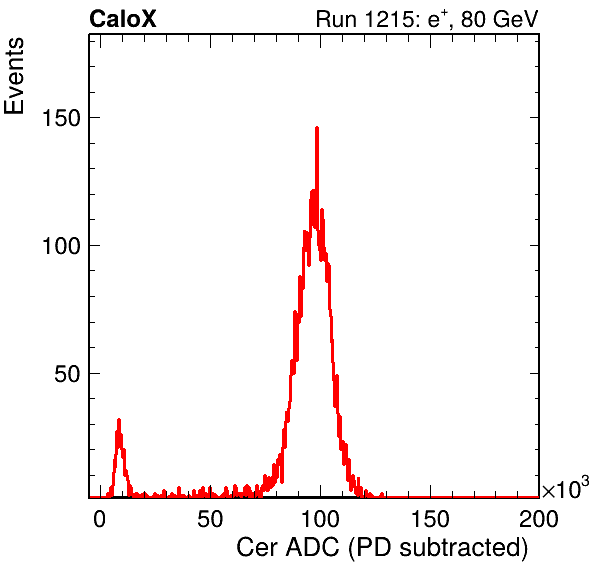 CaloX Run 1215: e⁺, 80 GeV
Events
150
100
50
0 50 100 150 200
×10³
Cer ADC (PD subtracted)